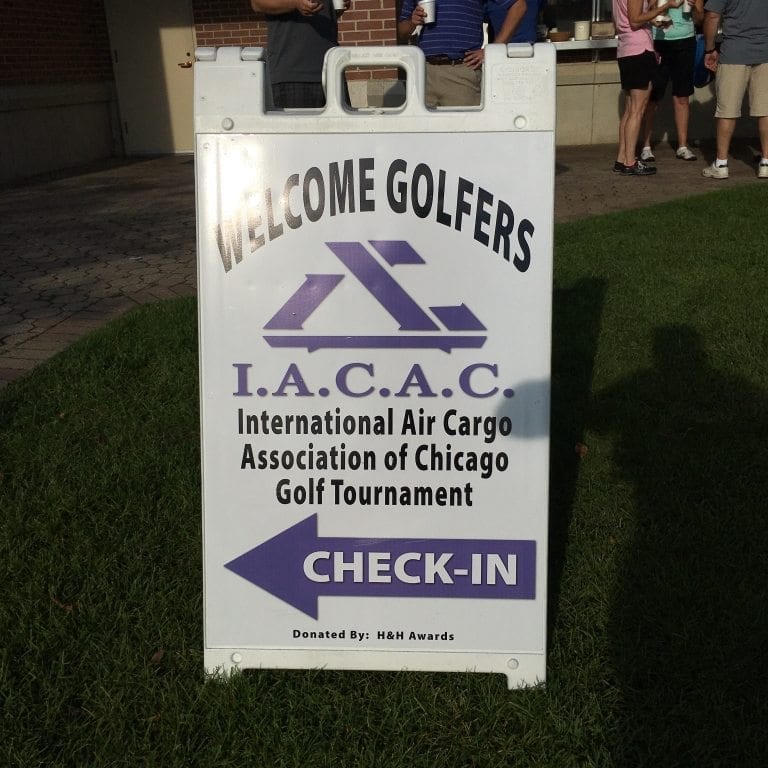 WELCOME GOLFERS
I.A.C.A.C.
International Air Cargo
Association of Chicago
Golf Tournament
CHECK-IN
Donated By: H&H Awards